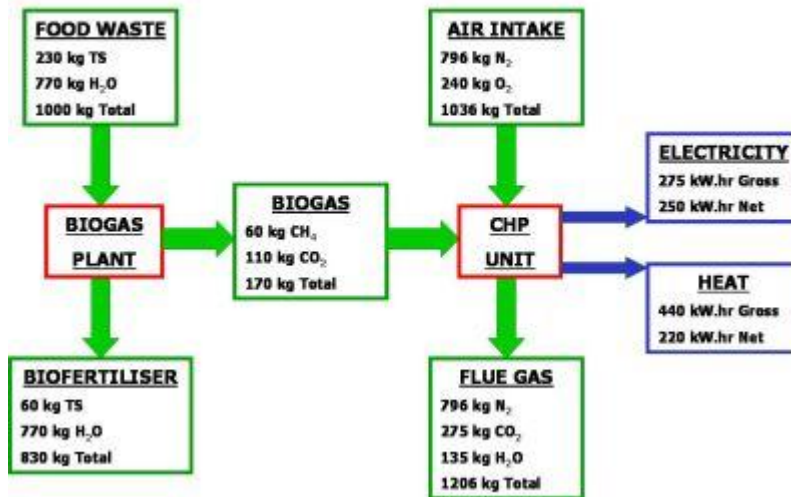 FOOD WASTE
230 kg TS
770 kg H₂O
1000 kg Total
AIR INTAKE
796 kg N₂
240 kg O₂
1036 kg Total
ELECTRICITY
275 kW.hr Gross
250 kW.hr Net
BIOGAS
PLANT
BIOGAS
60 kg CH₄
110 kg CO₂
170 kg Total
CHP
UNIT
HEAT
440 kW.hr Gross
220 kW.hr Net
BIOFERTILISER
60 kg TS
770 kg H₂O
830 kg Total
FLUE GAS
796 kg N₂
275 kg CO₂
135 kg H₂O
1206 kg Total